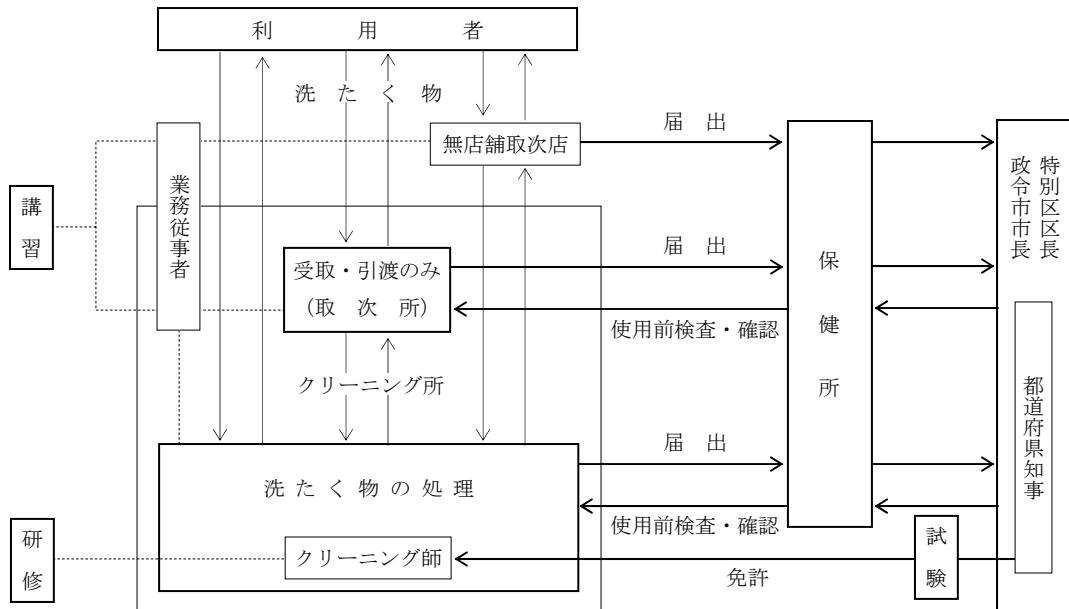 利用者
洗たく物
届出
無店舗取次店
業務従事者
講習
特別区区長
政令市市長
届出
保健所
受取・引渡のみ
（取次所）
使用前検査・確認
クリーニング所
都道府県知事
届出
洗たく物の処理
使用前検査・確認
研修
クリーニング師
試験
免許